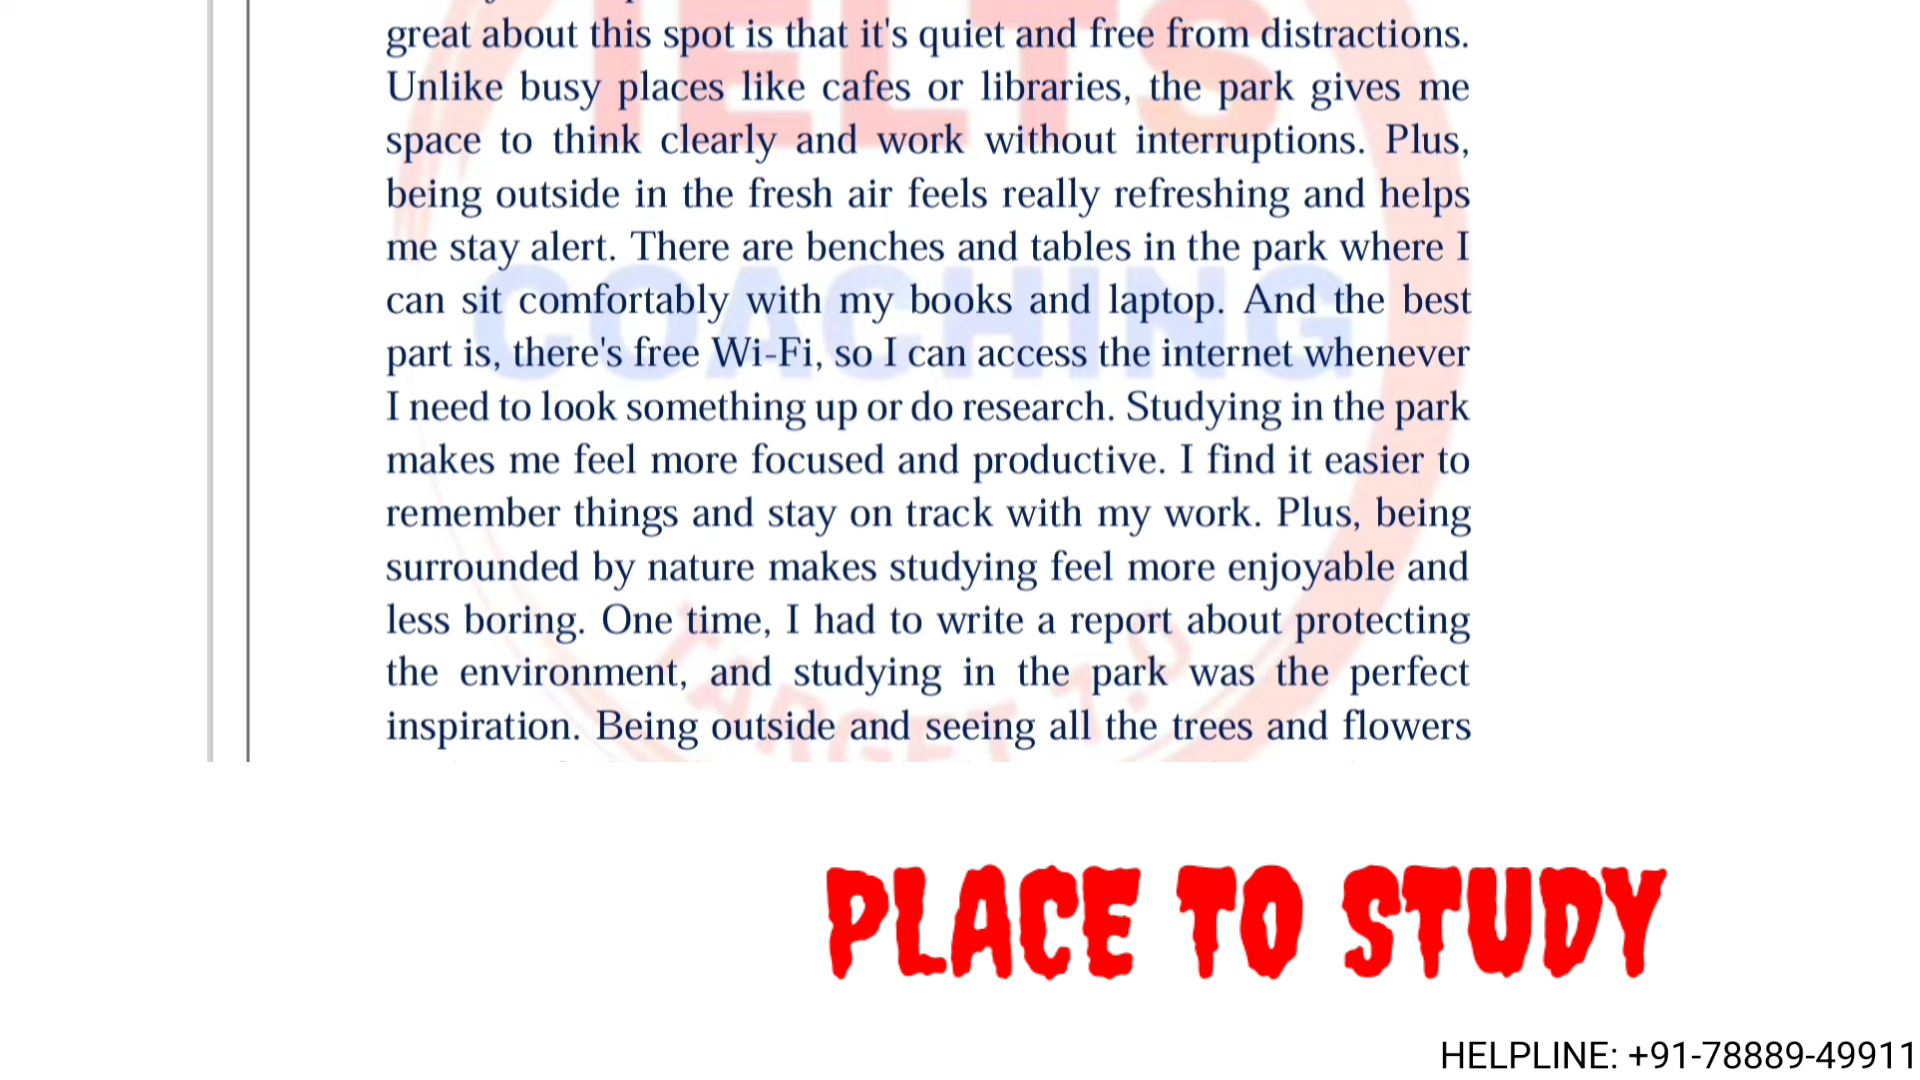 great about this spot is that it's quiet and free from distractions.
Unlike busy places like cafes or libraries, the park gives me
space to think clearly and work without interruptions. Plus,
being outside in the fresh air feels really refreshing and helps
me stay alert. There are benches and tables in the park where I
can sit comfortably with my books and laptop. And the best
part is, there's free Wi-Fi, so I can access the internet whenever
I need to look something up or do research. Studying in the park
makes me feel more focused and productive. I find it easier to
remember things and stay on track with my work. Plus, being
surrounded by nature makes studying feel more enjoyable and
less boring. One time, I had to write a report about protecting
the environment, and studying in the park was the perfect
inspiration. Being outside and seeing all the trees and flowers
IELTS
COACHING
TARGET 7.0
PLACE TO STUDY
HELPLINE: +91-78889-49911